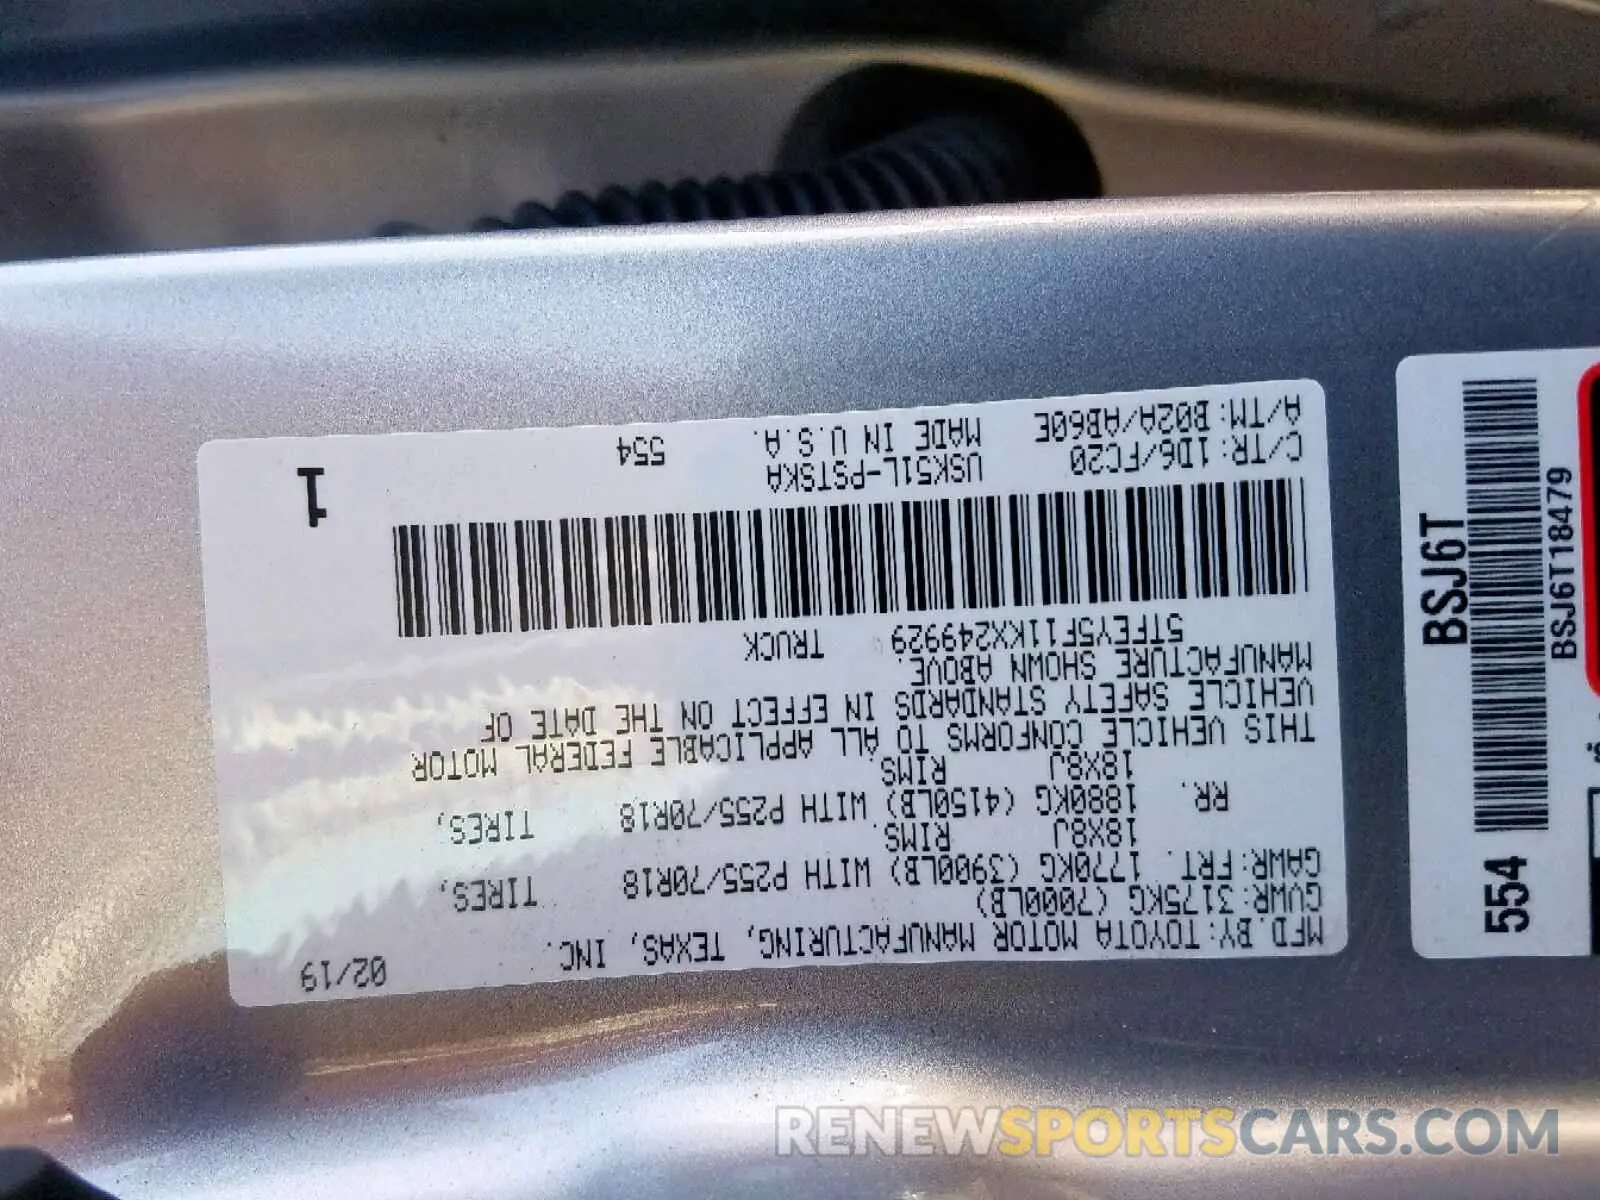 MFD.BY:TOYOTA MOTOR MANUFACTURING, TEXAS, INC. 02/19
GVWR:3175KG (7000LB)
GAWR:FRT. 1770KG (3900LB) WITH P255/70R18 TIRES,
18X8J RIMS.
RR. 1880KG (4150LB) WITH P255/70R18 TIRES,
18X8J RIMS
THIS VEHICLE CONFORMS TO ALL APPLICABLE FEDERAL MOTOR
VEHICLE SAFETY STANDARDS IN EFFECT ON THE DATE OF
MANUFACTURE SHOWN ABOVE.
5TFEY5F11KX249929 TRUCK
C/TR:1D6/FC20 USK51L-PSTSKA 554
A/TM:B02A/AB60E MADE IN U.S.A.
1
BSJ6T
BSJ6T18479
554
RENEWSPORTSCARS.COM